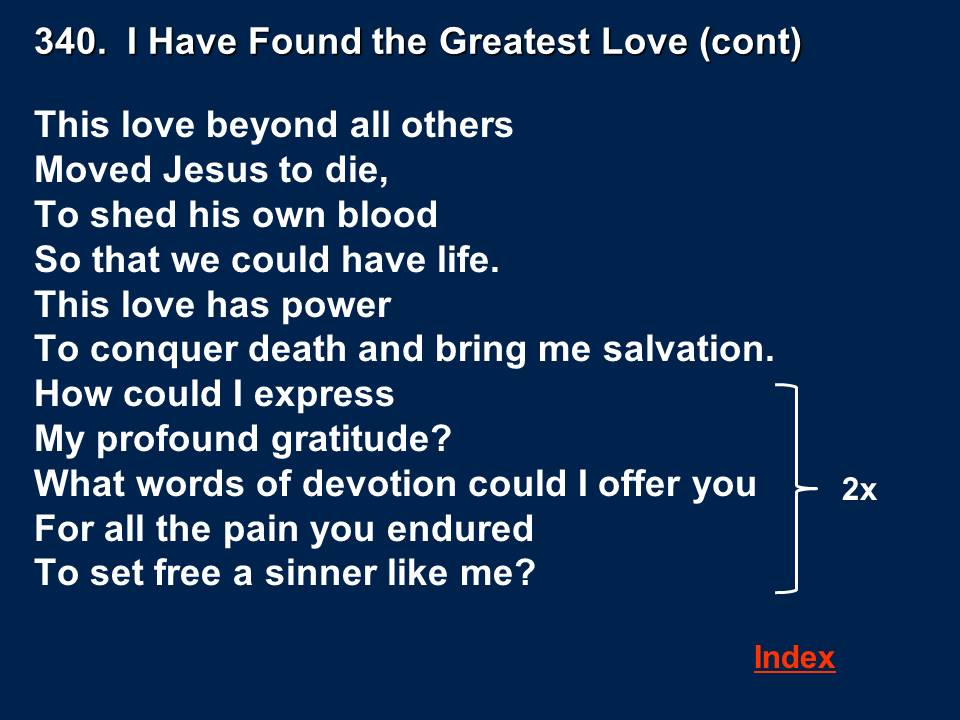 340.  I Have Found the Greatest Love (cont)
This love beyond all others
Moved Jesus to die,
To shed his own blood
So that we could have life.
This love has power
To conquer death and bring me salvation.
How could I express
My profound gratitude?
What words of devotion could I offer you
For all the pain you endured
To set free a sinner like me?
2x
Index